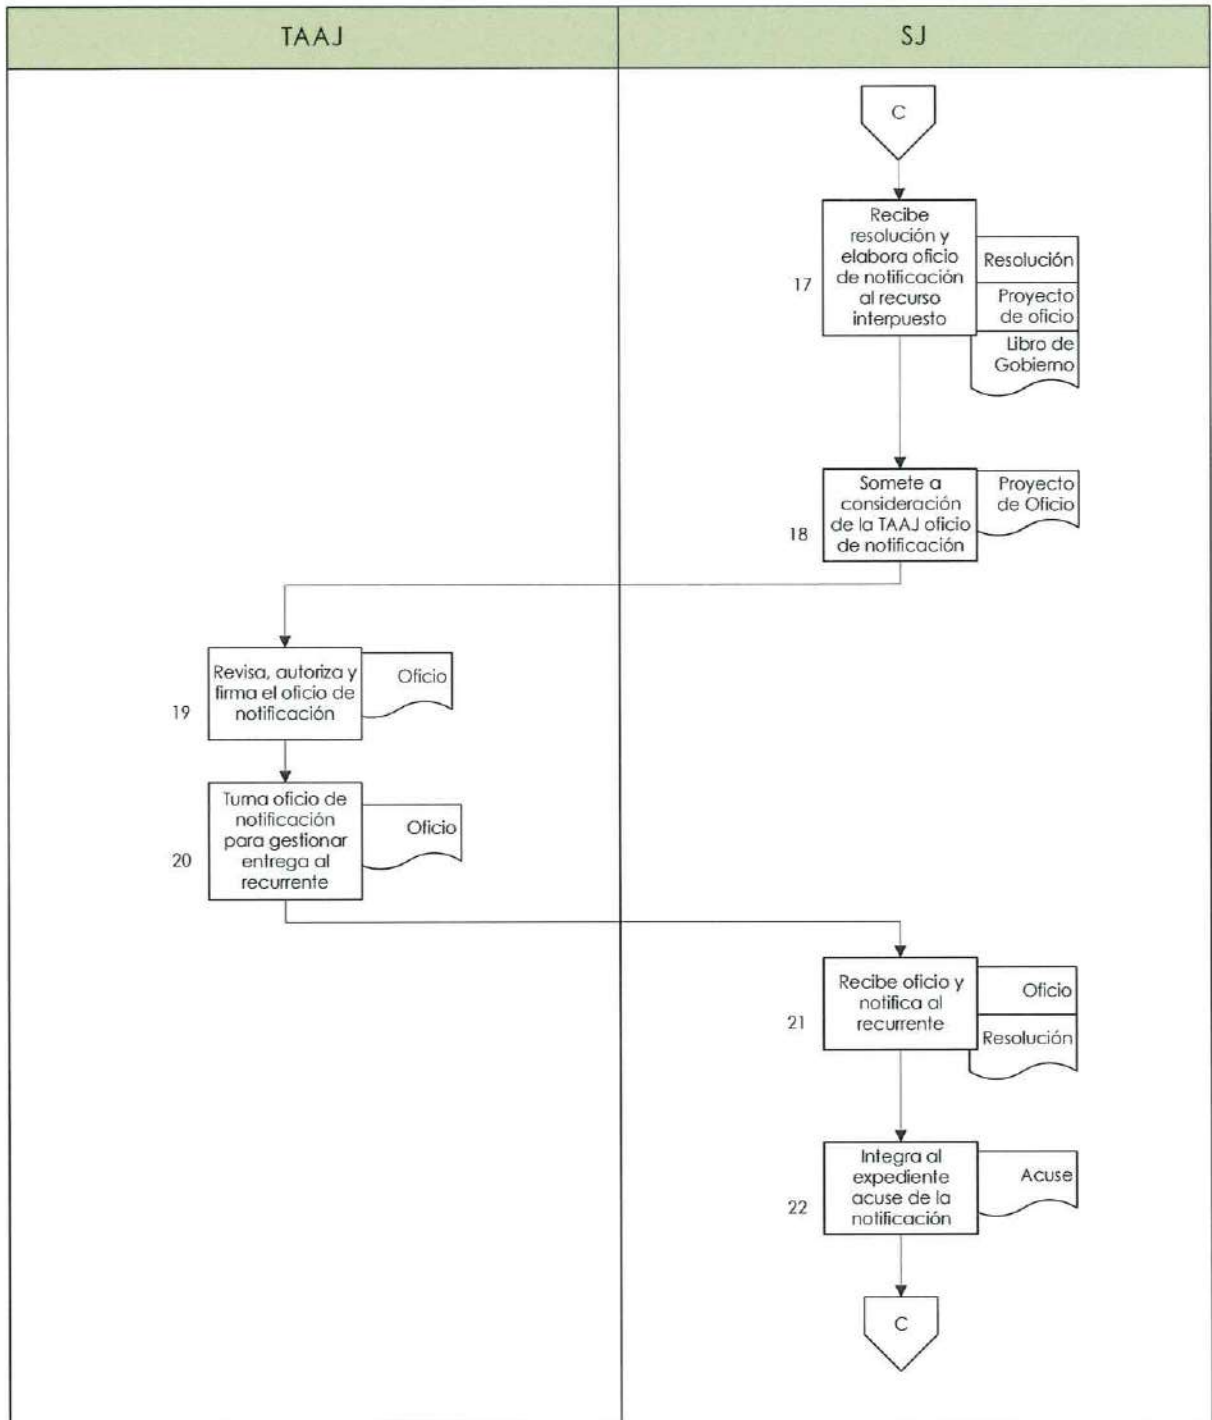 TAAJ
SJ
C
Recibe
resolución y
elabora oficio
de notificación
al recurso
interpuesto
17
Resolución
Proyecto
de oficio
Libro de
Gobierno
Somete a
consideración
de la TAAJ oficio
de notificación
18
Proyecto
de Oficio
Revisa, autoriza y
firma el oficio de
notificación
19
Oficio
Turna oficio de
notificación
para gestionar
entrega al
recurrente
20
Oficio
Recibe oficio y
notifica al
recurrente
21
Oficio
Resolución
Integra al
expediente
acuse de la
notificación
22
Acuse
C